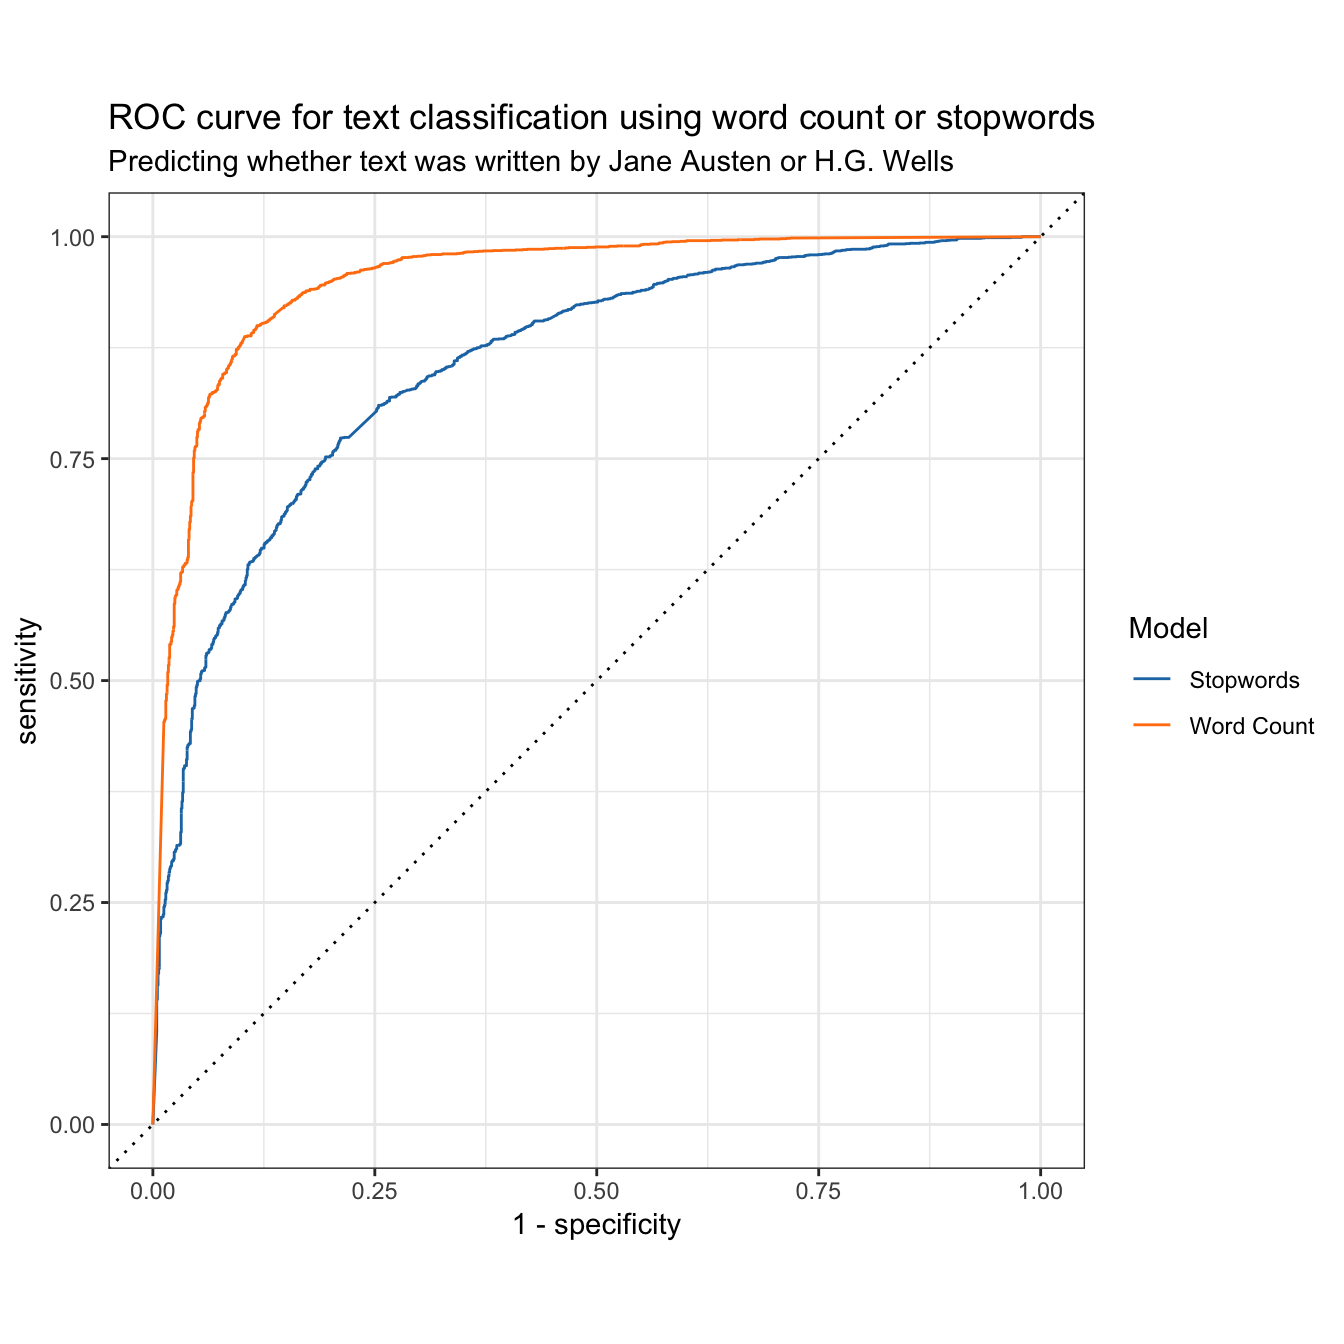 ROC curve for text classification using word count or stopwords
Predicting whether text was written by Jane Austen or H.G. Wells
1.00
0.75
0.50
0.25
0.00
sensitivity
0.00 0.25 0.50 0.75 1.00
1 - specificity
Model
Stopwords
Word Count